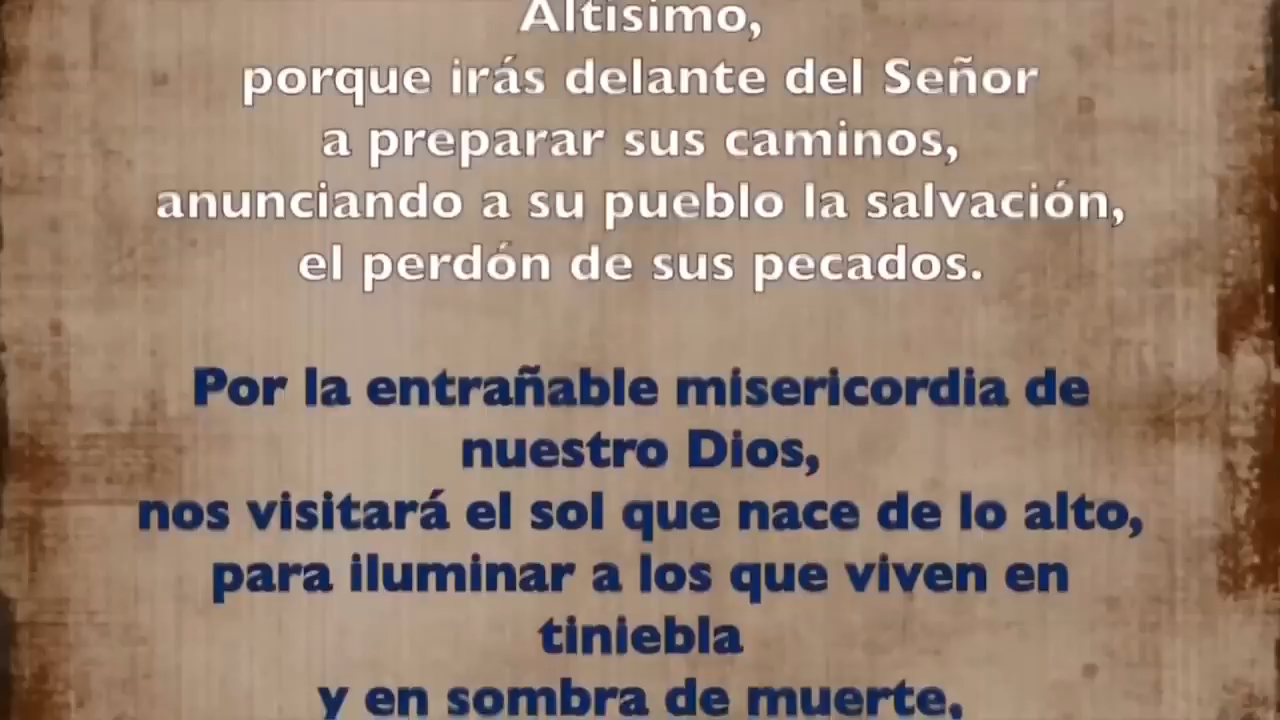 Altísimo,
porque irás delante del Señor
a preparar sus caminos,
anunciando a su pueblo la salvación,
el perdón de sus pecados.
Por la entrañable misericordia de
nuestro Dios,
nos visitará el sol que nace de lo alto,
para iluminar a los que viven en
tiniebla
y en sombra de muerte,